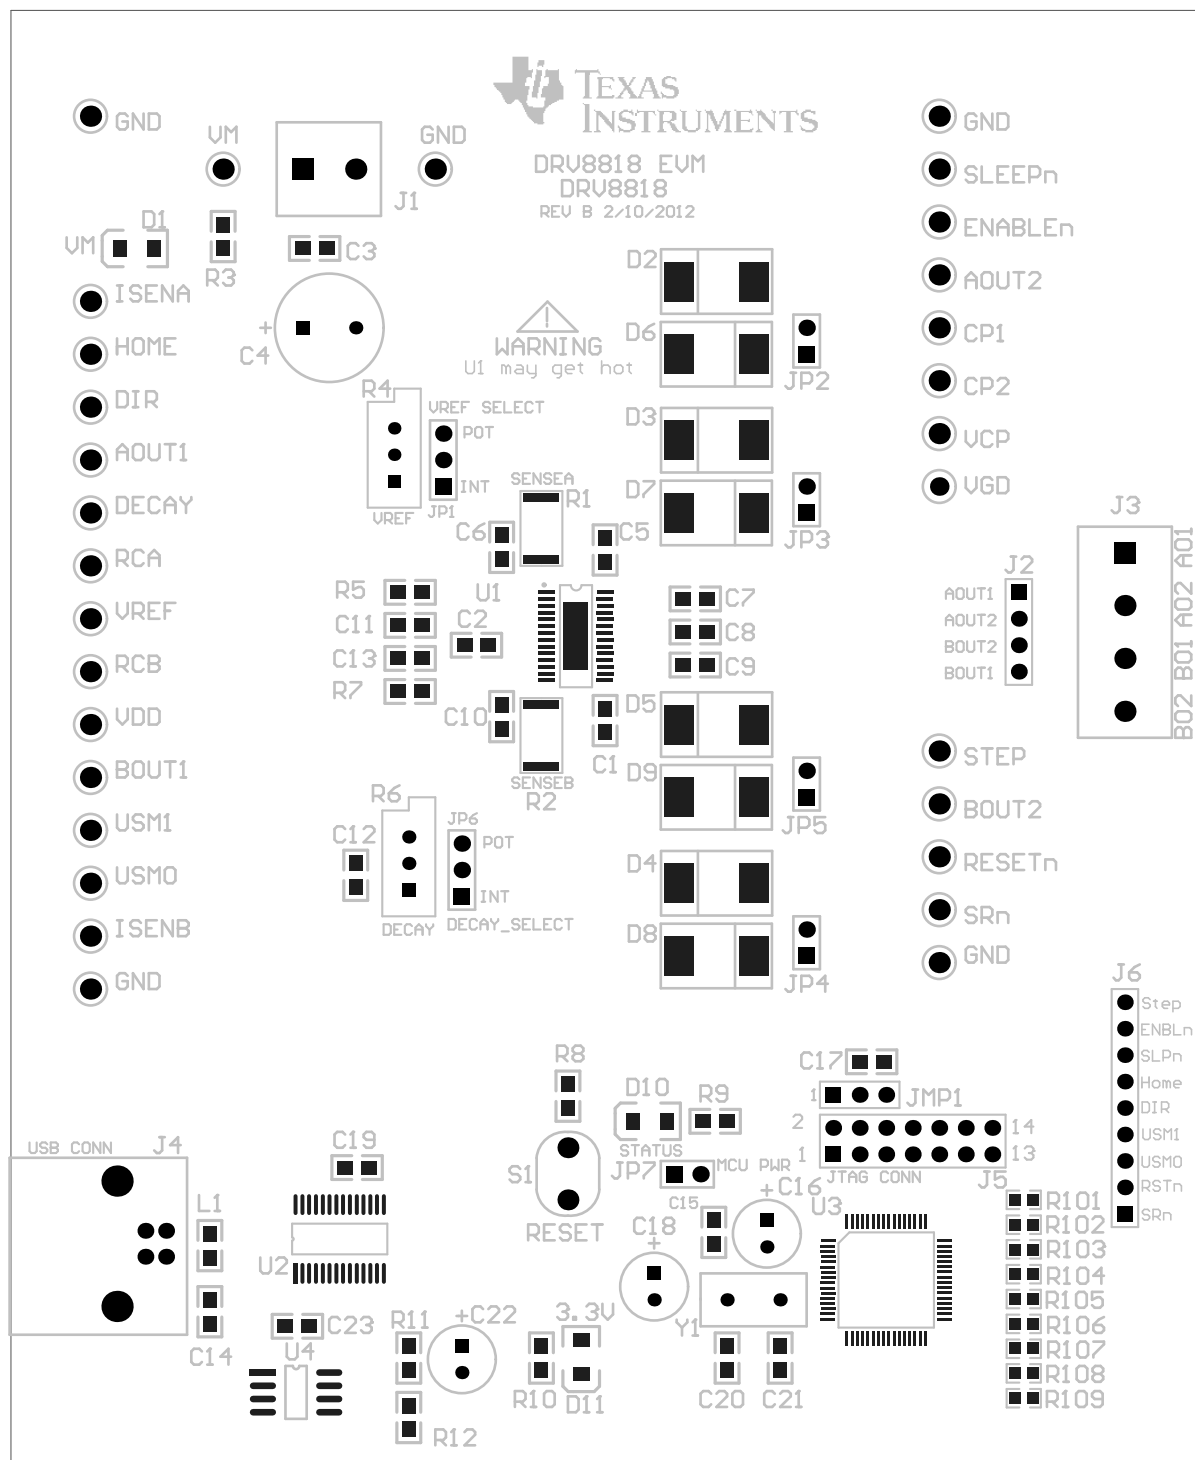 TEXAS
INSTRUMENTS
DRV8818 EVM
DRV8818
REV B 2/10/2012
GND
VM
GND
J1
D1
VM
R3
C3
ISENA
HOME
DIR
AOUT1
DECAY
RCA
VREF
RCB
VDD
BOUT1
USM1
USM0
ISENB
GND
+
C4
WARNING
U1 may get hot
R4
VREF SELECT
POT
INT
VREF
JP1
SENSEA
R1
C6
C5
R5
C11
C13
R7
U1
C2
C10
C1
SENSEB
R2
C7
C8
C9
D2
D6
JP2
D3
D7
JP3
D5
D9
JP5
D4
D8
JP4
R6
JP6
POT
INT
C12
DECAY
DECAY_SELECT
GND
SLEEPn
ENABLEn
AOUT2
CP1
CP2
VCP
VGD
J3
AO1
AO2
BO1
BO2
J2
AOUT1
AOUT2
BOUT2
BOUT1
STEP
BOUT2
RESETn
SRn
GND
J6
Step
ENBLn
SLPn
Home
DIR
USM1
USM0
RSTn
SRn
R8
D10
R9
STATUS
C17
1
JMP1
2
14
1
13
JTAG CONN
J5
JP7
MCU PWR
S1
RESET
C15
+
C16
U3
C18
+
Y1
C20
C21
R101
R102
R103
R104
R105
R106
R107
R108
R109
USB CONN
J4
L1
C14
C19
U2
C23
U4
R11
+
C22
R12
R10
3.3V
D11